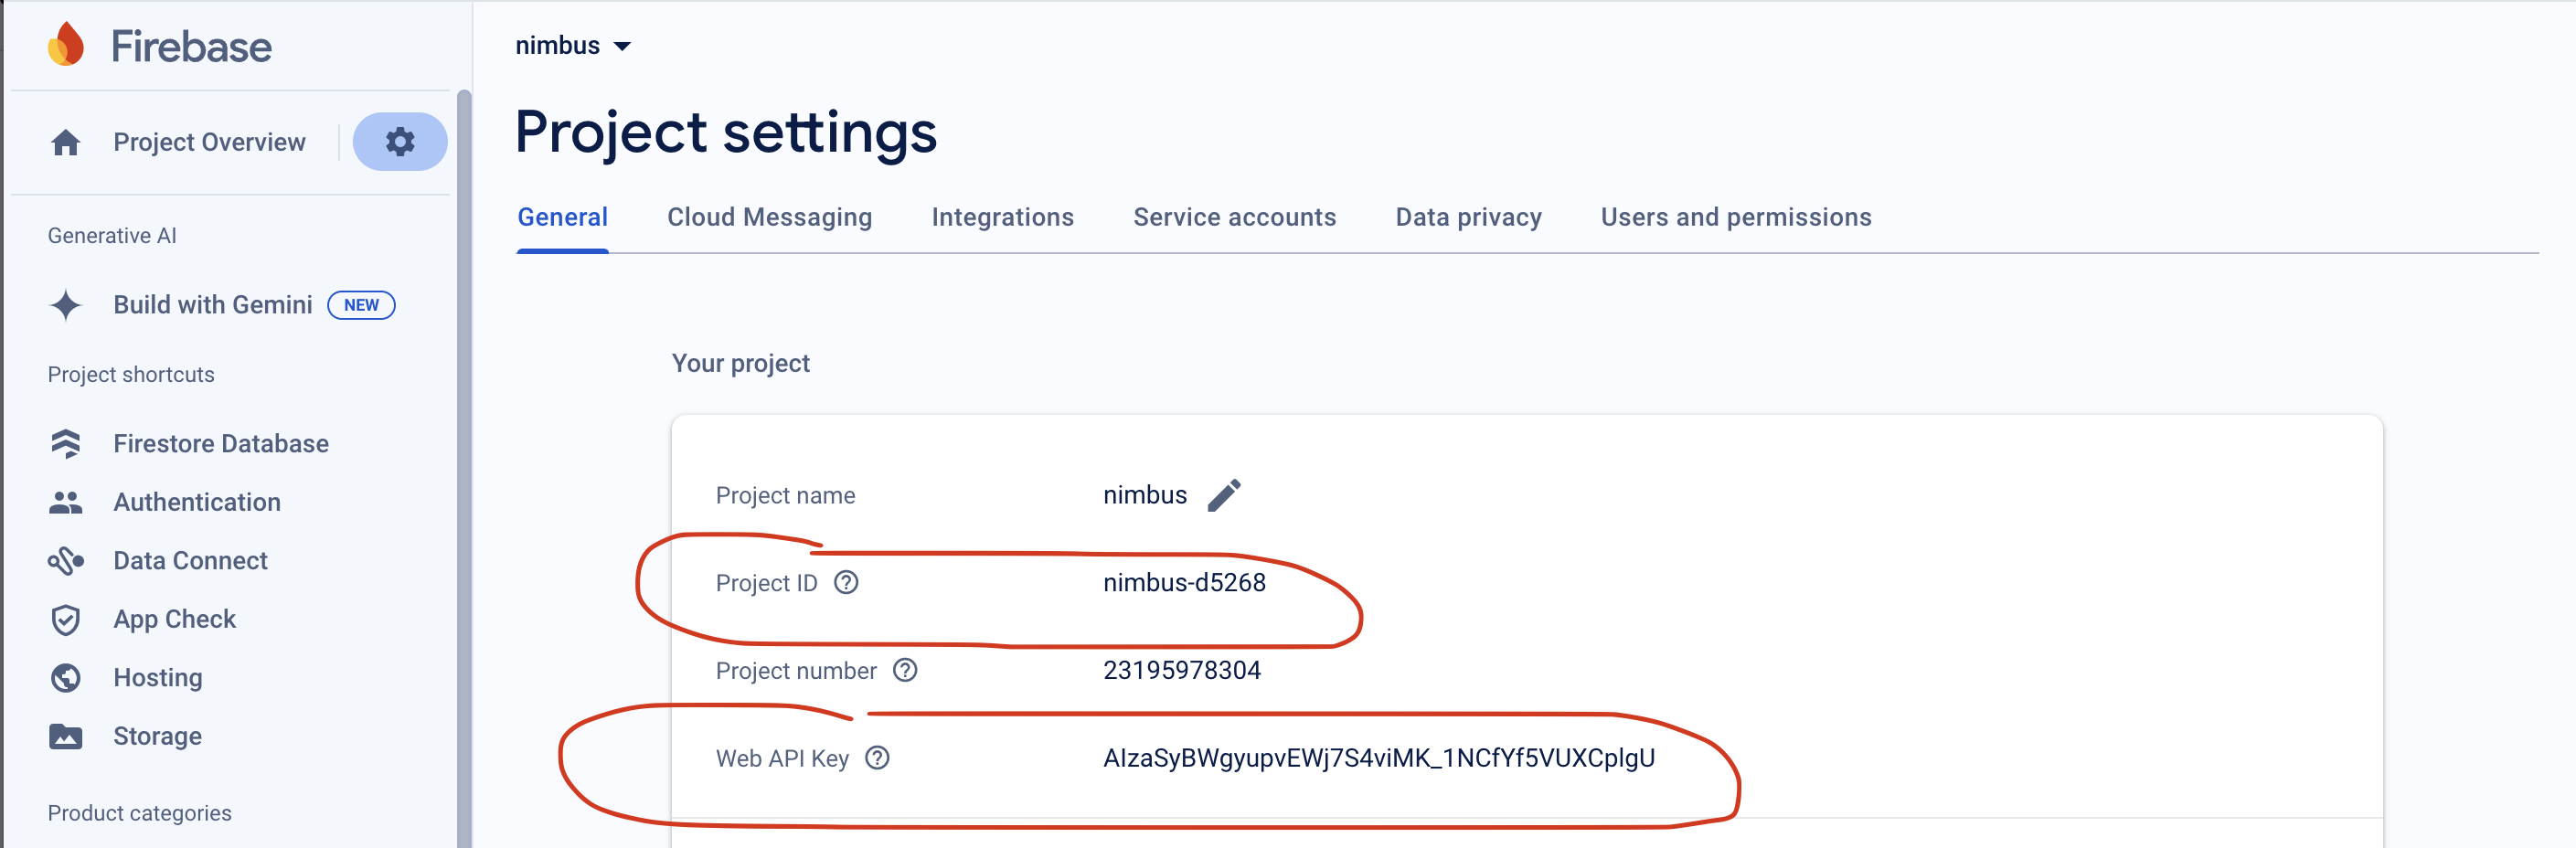 Firebase
nimbus
Project Overview
Project settings
General Cloud Messaging Integrations Service accounts Data privacy Users and permissions
Generative AI
Build with Gemini NEW
Project shortcuts
Firestore Database
Authentication
Data Connect
App Check
Hosting
Storage
Product categories
Your project
Project name nimbus
Project ID nimbus-d5268
Project number 23195978304
Web API Key AIzaSyBWgyupvEWj7S4viMK_1NCfYf5VUXCplgU